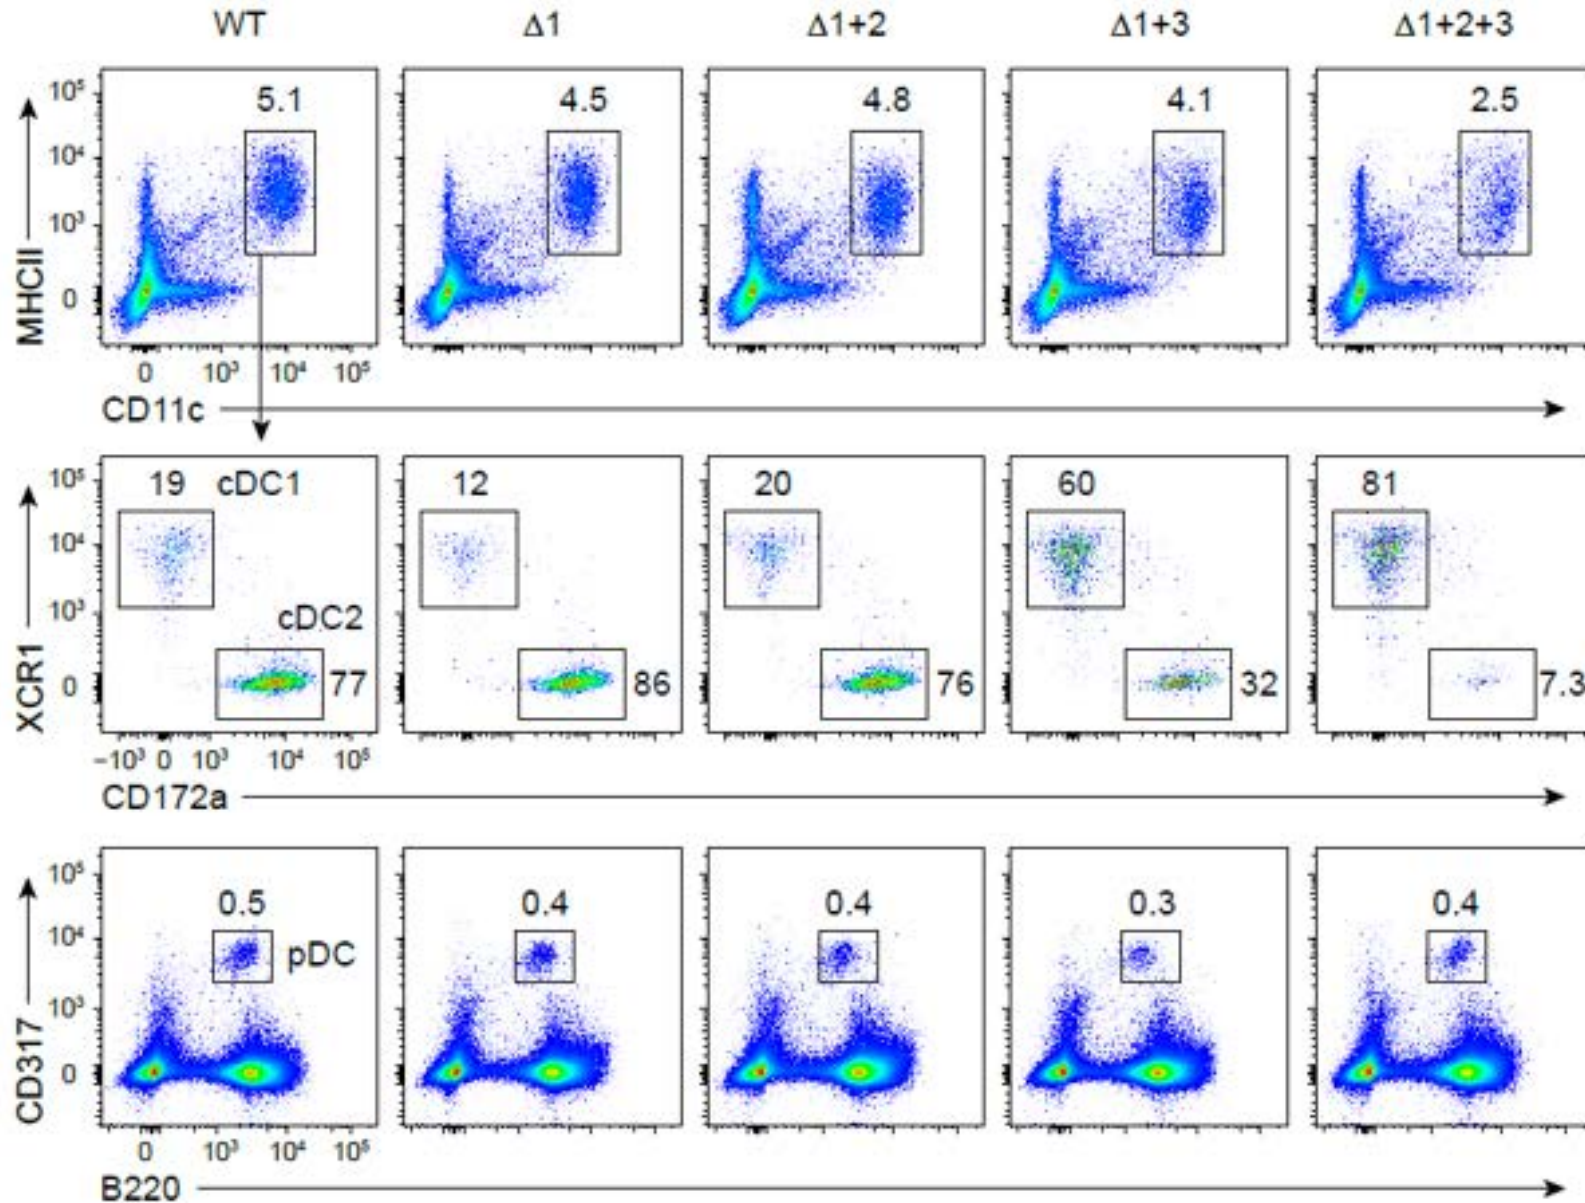 WT Δ1 Δ1+2 Δ1+3 Δ1+2+3
10⁵ 5.1 4.5 4.8 4.1 2.5
10⁴
10³
0
MHCII
0 10³ 10⁴ 10⁵
CD11c
10⁵ 19 cDC1 12 20 60 81
10⁴
10³
cDC2
0 77 86 76 32 7.3
XCR1
−10³ 0 10³ 10⁴ 10⁵
CD172a
10⁵
0.5 0.4 0.4 0.3 0.4
10⁴
pDC
10³
0
CD317
0 10³ 10⁴ 10⁵
B220